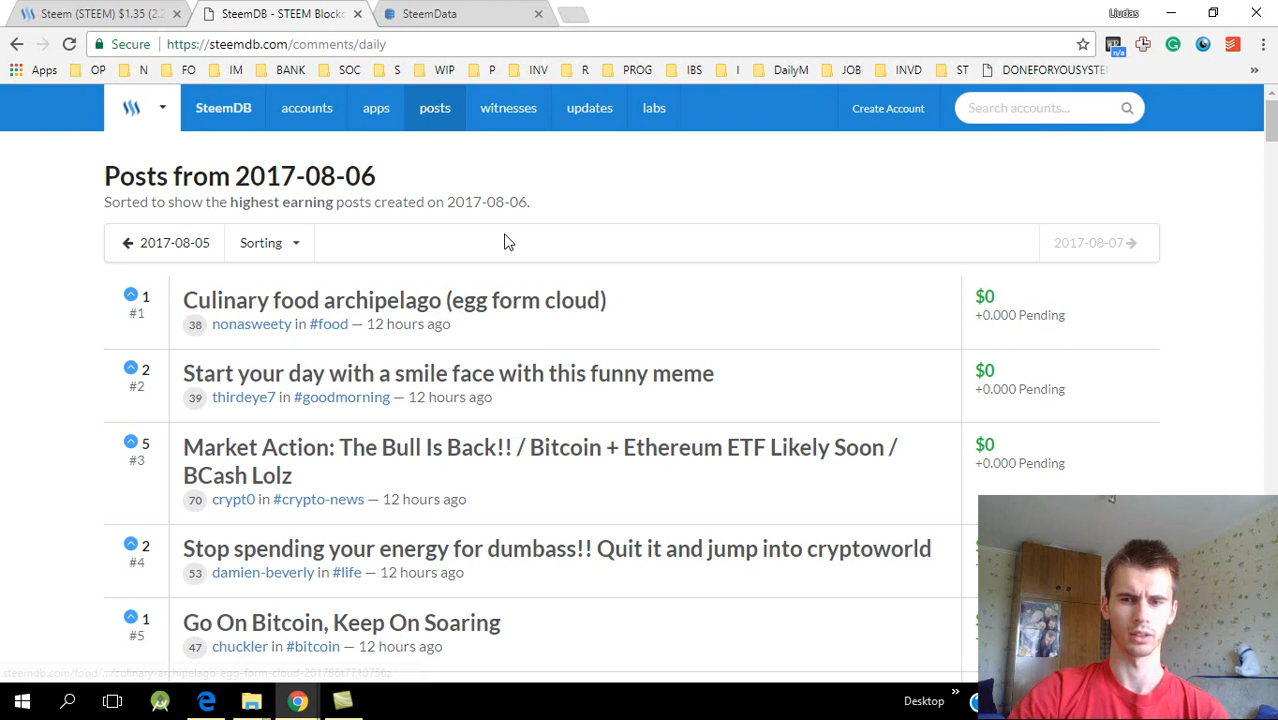 Steem (STEEM) $1.35 (2.
SteemDB - STEEM Blocko
SteemData
Liudas
Secure
https://steemdb.com/comments/daily
n/a
Apps
OP
N
FO
IM
BANK
SOC
S
WIP
P
INV
R
PROG
IBS
I
DailyM
JOB
INVD
ST
DONEFORYOUSYSTE
»
SteemDB
accounts
apps
posts
witnesses
updates
labs
Create Account
Search accounts...
Posts from 2017-08-06
Sorted to show the highest earning posts created on 2017-08-06.
2017-08-05
Sorting
2017-08-07
1
#1
Culinary food archipelago (egg form cloud)
38 nonasweety in #food — 12 hours ago
$0
+0.000 Pending
2
#2
Start your day with a smile face with this funny meme
39 thirdeye7 in #goodmorning — 12 hours ago
$0
+0.000 Pending
5
#3
Market Action: The Bull Is Back!! / Bitcoin + Ethereum ETF Likely Soon /
BCash Lolz
70 crypt0 in #crypto-news — 12 hours ago
$0
+0.000 Pending
2
#4
Stop spending your energy for dumbass!! Quit it and jump into cryptoworld
53 damien-beverly in #life — 12 hours ago
1
#5
Go On Bitcoin, Keep On Soaring
47 chuckler in #bitcoin — 12 hours ago
Desktop
»